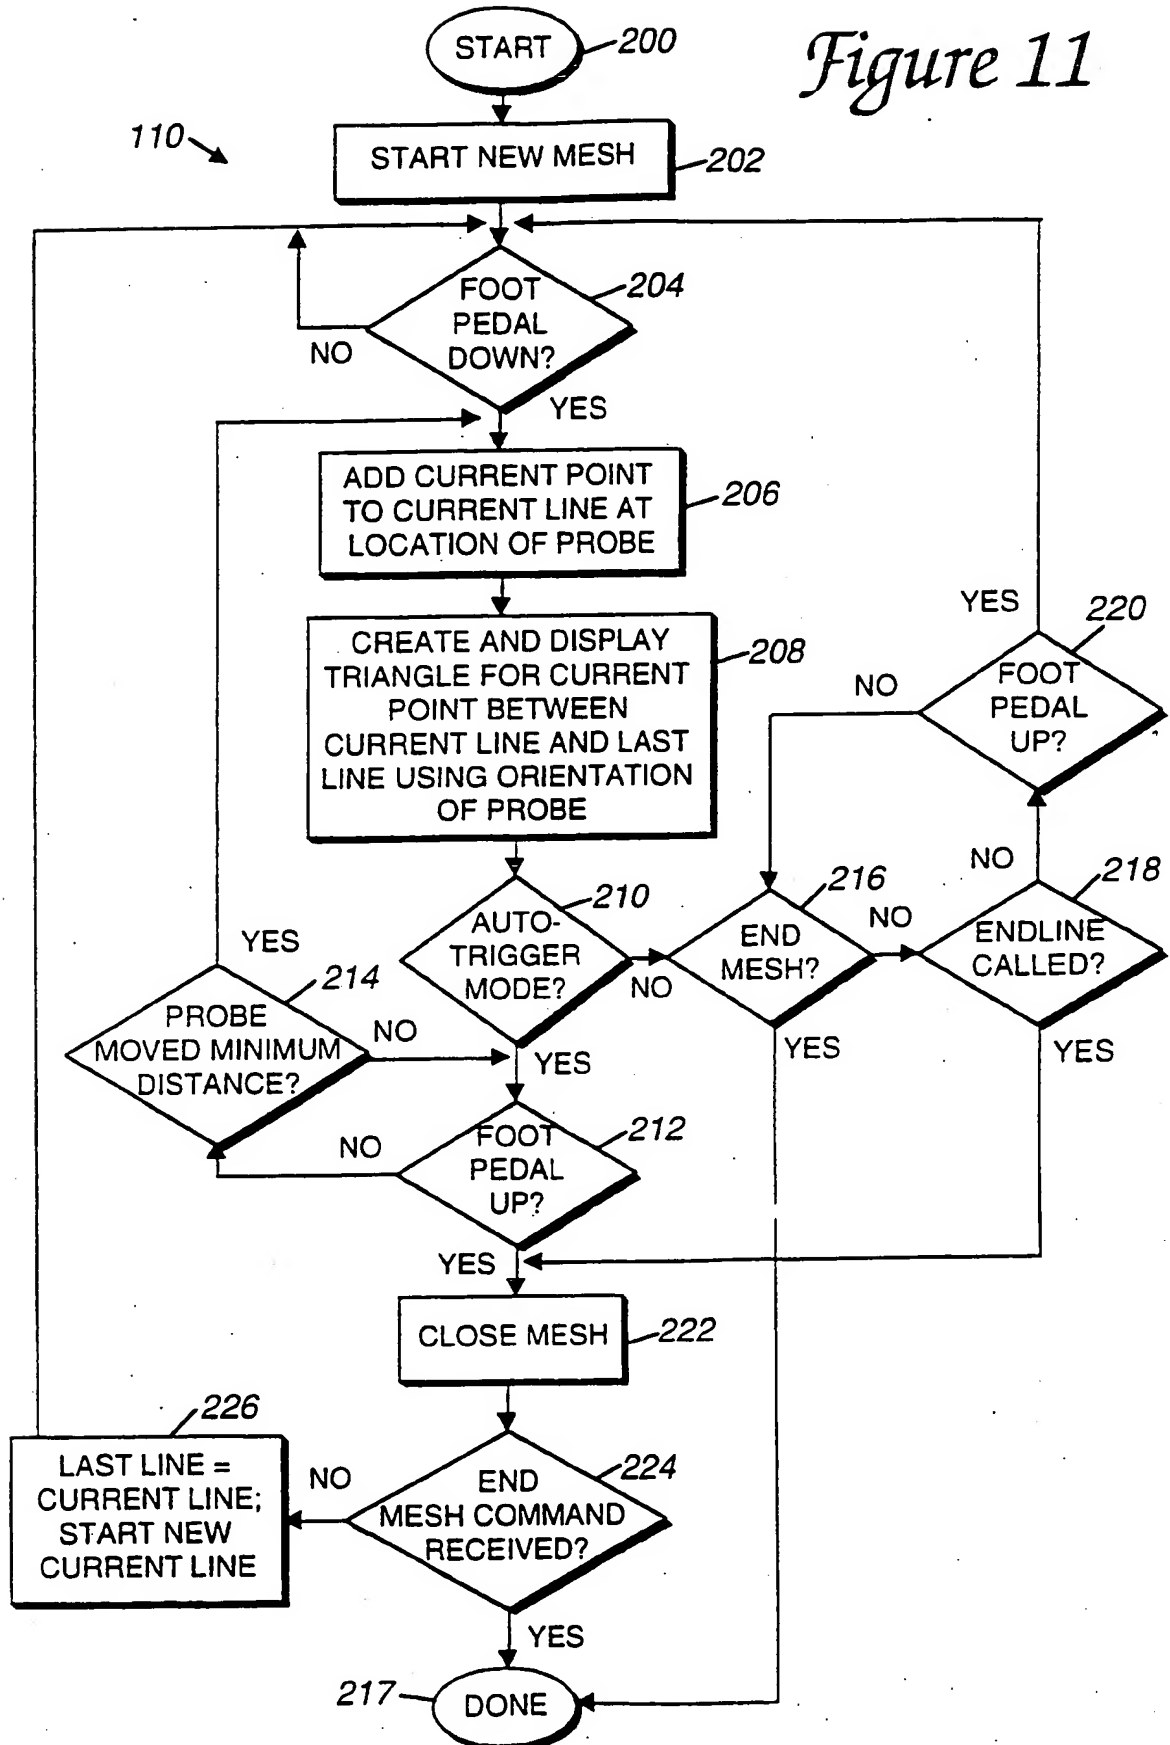 Figure 11
START
200
110
START NEW MESH
202
FOOT
PEDAL
DOWN?
204
NO
YES
ADD CURRENT POINT
TO CURRENT LINE AT
LOCATION OF PROBE
206
CREATE AND DISPLAY
TRIANGLE FOR CURRENT
POINT BETWEEN
CURRENT LINE AND LAST
LINE USING ORIENTATION
OF PROBE
208
YES
220
FOOT
PEDAL
UP?
NO
AUTO-
TRIGGER
MODE?
210
NO
YES
END
MESH?
216
NO
YES
ENDLINE
CALLED?
218
NO
YES
YES
214
PROBE
MOVED MINIMUM
DISTANCE?
NO
FOOT
PEDAL
UP?
212
NO
YES
CLOSE MESH
222
226
LAST LINE =
CURRENT LINE;
START NEW
CURRENT LINE
NO
END
MESH COMMAND
RECEIVED?
224
YES
217
DONE